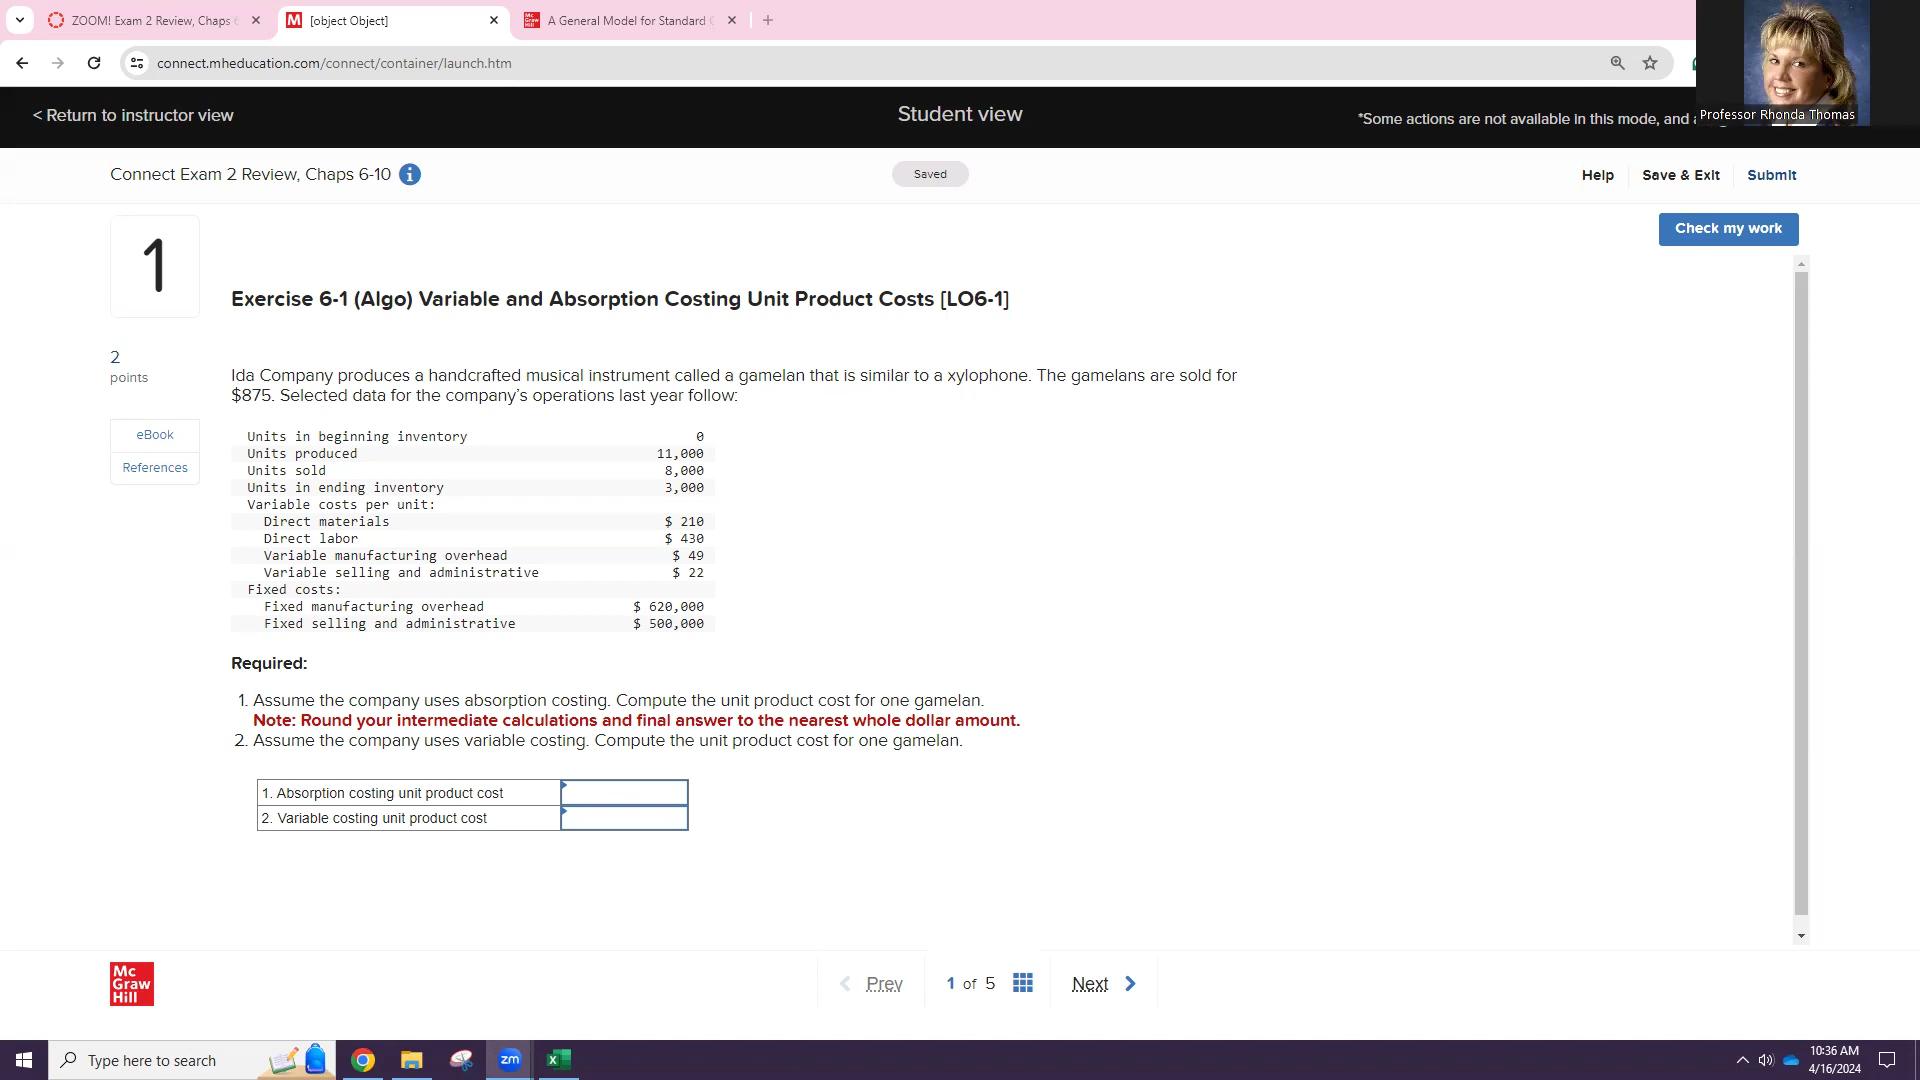 ZOOM! Exam 2 Review, Chaps 6
[object Object]
A General Model for Standard C
connect.mheducation.com/connect/container/launch.htm
< Return to instructor view
Student view
*Some actions are not available in this mode, and a
Professor Rhonda Thomas
Connect Exam 2 Review, Chaps 6-10
Saved
Help
Save & Exit
Submit
1
Check my work
Exercise 6-1 (Algo) Variable and Absorption Costing Unit Product Costs [LO6-1]
2
points
eBook
References
Ida Company produces a handcrafted musical instrument called a gamelan that is similar to a xylophone. The gamelans are sold for
$875. Selected data for the company's operations last year follow:
Units in beginning inventory 0
Units produced 11,000
Units sold 8,000
Units in ending inventory 3,000
Variable costs per unit:
Direct materials $ 210
Direct labor $ 430
Variable manufacturing overhead $ 49
Variable selling and administrative $ 22
Fixed costs:
Fixed manufacturing overhead $ 620,000
Fixed selling and administrative $ 500,000
Required:
1. Assume the company uses absorption costing. Compute the unit product cost for one gamelan.
Note: Round your intermediate calculations and final answer to the nearest whole dollar amount.
2. Assume the company uses variable costing. Compute the unit product cost for one gamelan.
1. Absorption costing unit product cost
2. Variable costing unit product cost
Mc
Graw
Hill
Prev
1 of 5
Next
Type here to search
zm
10:36 AM
4/16/2024